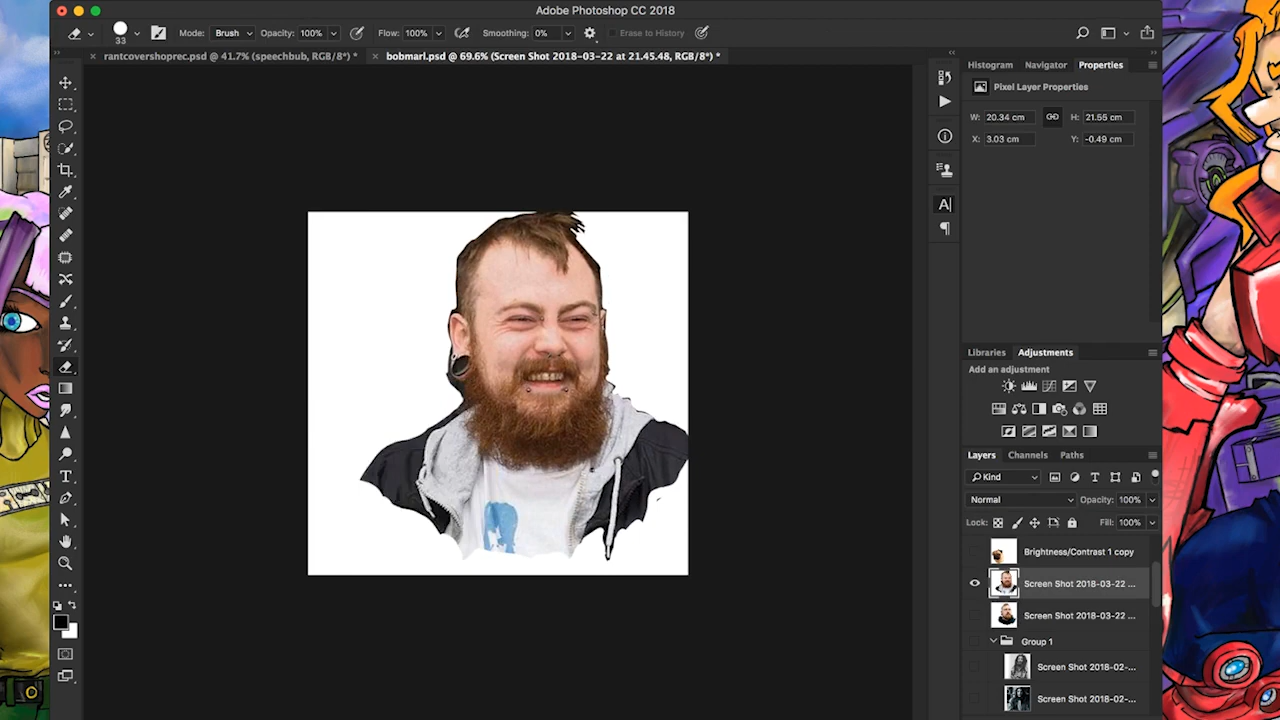 Adobe Photoshop CC 2018
33 Mode: Brush Opacity: 100% Flow: 100% Smoothing: 0% Erase to History
× rantcovershoprec.psd @ 41.7% (speechbub, RGB/8*) * × bobmarl.psd @ 69.6% (Screen Shot 2018-03-22 at 21.45.48, RGB/8*) *
Histogram Navigator Properties
Pixel Layer Properties
W: 20.34 cm H: 21.55 cm
X: 3.03 cm Y: -0.49 cm
Libraries Adjustments
Add an adjustment
Layers Channels Paths
Kind
Normal Opacity: 100%
Lock: Fill: 100%
Brightness/Contrast 1 copy
Screen Shot 2018-03-22 ...
Screen Shot 2018-03-22 ...
Group 1
Screen Shot 2018-02-...
Screen Shot 2018-02-...